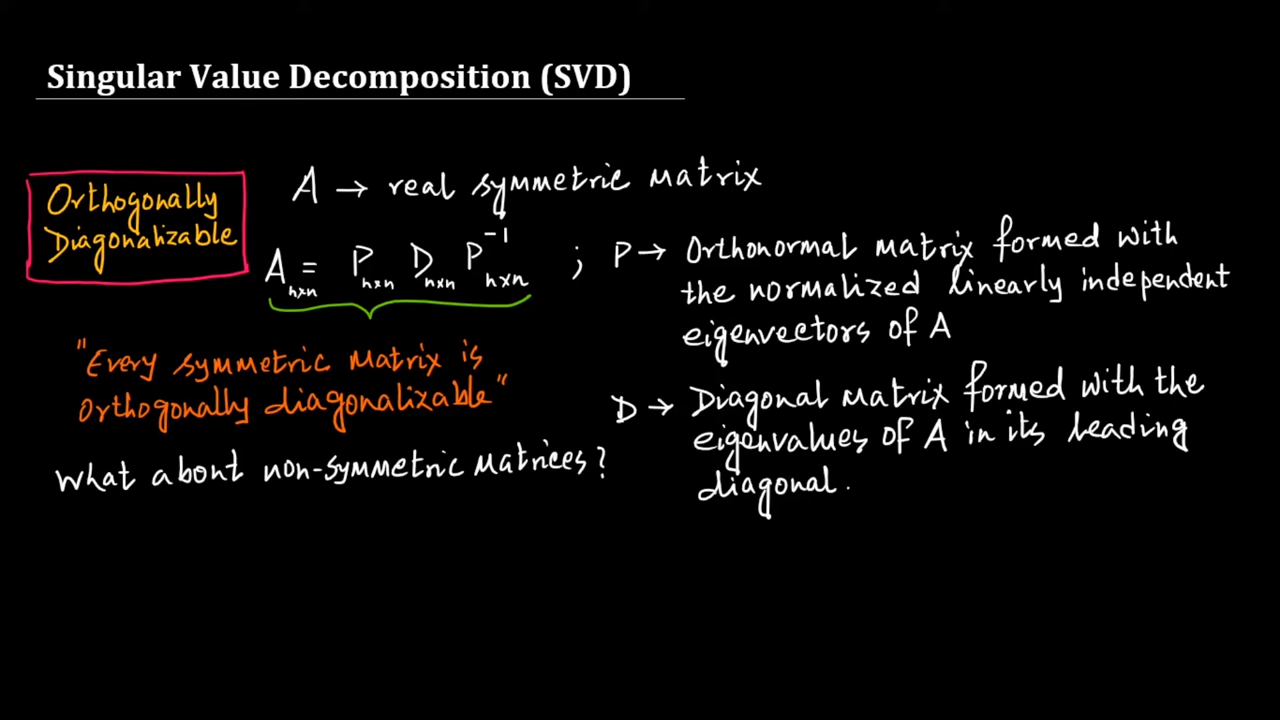 Singular Value Decomposition (SVD)
A → real symmetric matrix
Orthogonally
Diagonalizable
A n×n = P n×n D n×n P⁻¹ n×n ; P → Orthonormal matrix formed with
the normalized linearly independent
eigenvectors of A
"Every symmetric matrix is
orthogonally diagonalizable"
D → Diagonal matrix formed with the
eigenvalues of A in its leading
diagonal.
What about non-symmetric matrices?